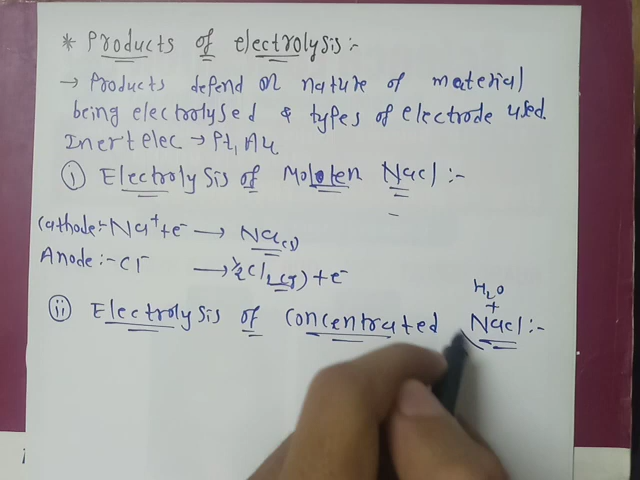 * Products of electrolysis:-
→ Products depend on nature of material
being electrolysed & types of electrode used.
Inert elec → Pt, Au
(i) Electrolysis of Moloten Nacl :-
Cathode:- Na⁺ + e⁻ → Na(s)
Anode :- Cl⁻ → ½Cl₂(g) + e⁻
H₂O
+
(ii) Electrolysis of concentrated Nacl :-